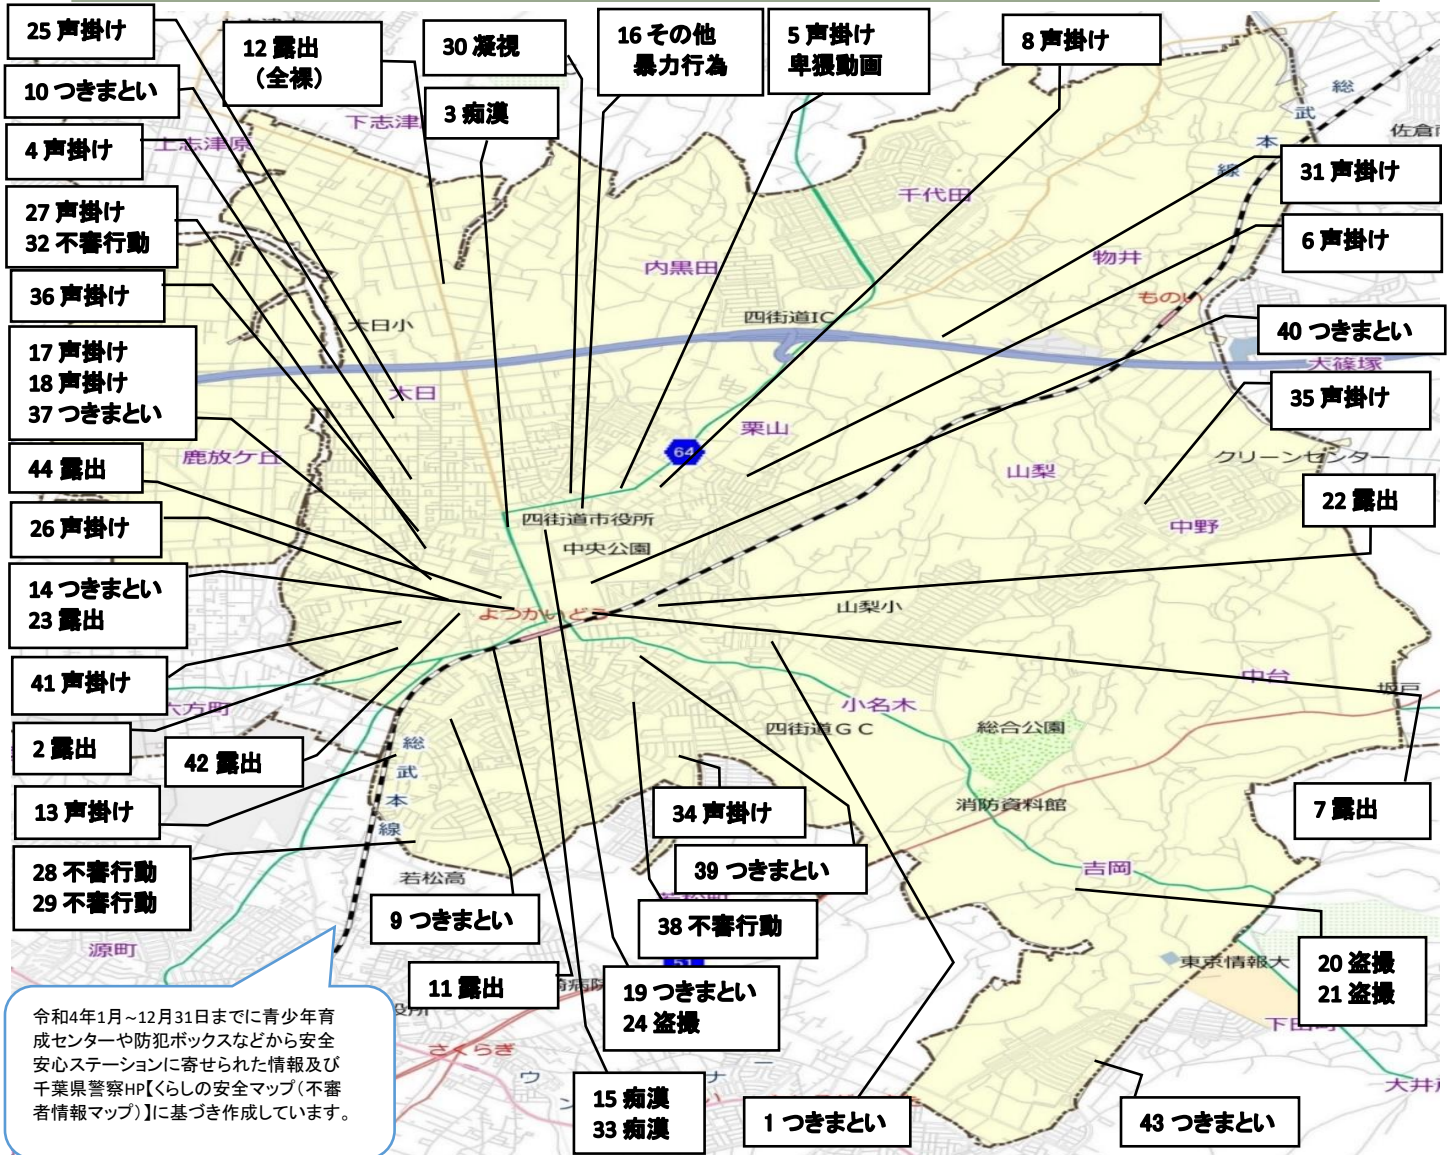 25 声掛け
12 露出
（全裸）
30 凝視
16 その他
暴力行為
5 声掛け
卑猥動画
8 声掛け
10 つきまとい
3 痴漢
4 声掛け
27 声掛け
32 不審行動
36 声掛け
17 声掛け
18 声掛け
37 つきまとい
44 露出
26 声掛け
14 つきまとい
23 露出
41 声掛け
2 露出
42 露出
13 声掛け
28 不審行動
29 不審行動
31 声掛け
6 声掛け
40 つきまとい
35 声掛け
22 露出
7 露出
34 声掛け
39 つきまとい
38 不審行動
9 つきまとい
11 露出
19 つきまとい
24 盗撮
20 盗撮
21 盗撮
15 痴漢
33 痴漢
1 つきまとい
43 つきまとい
上志津原
下志津
千代田
物井
ものい
内黒田
四街道IC
大日小
大日
鹿放ケ丘
栗山
64
山梨
クリーンセンター
中野
大篠塚
総武本線
四街道市役所
中央公園
よつかいどう
山梨小
小名木
四街道ＧＣ
総合公園
中台
消防資料館
吉岡
六方町
総武本線
若松高
源町
51
東京情報大
下田町
さくらぎ
令和4年1月～12月31日までに青少年育
成センターや防犯ボックスなどから安全
安心ステーションに寄せられた情報及び
千葉県警察HP【くらしの安全マップ（不審
者情報マップ）】に基づき作成しています。